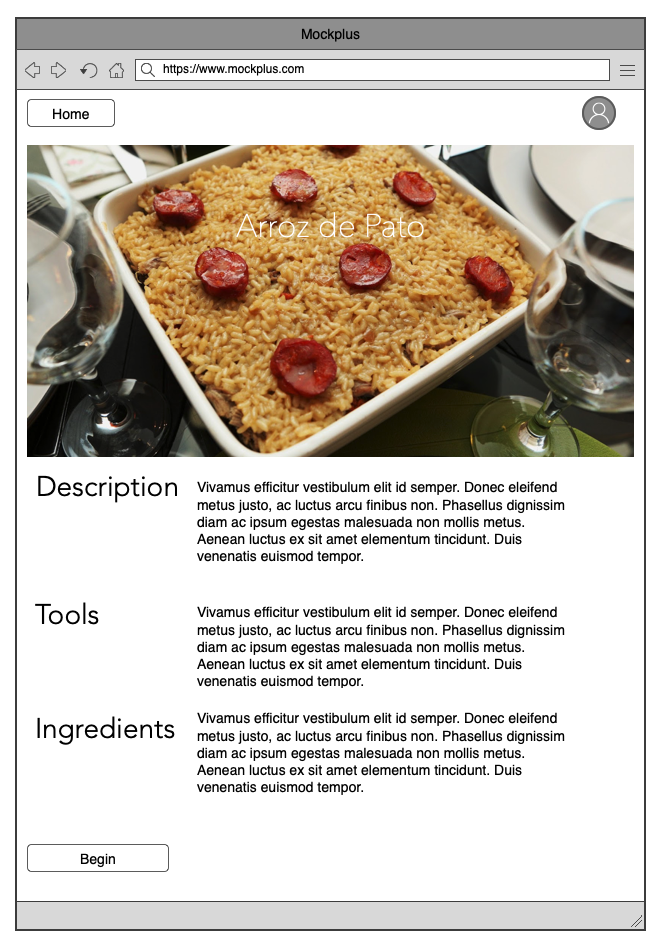 Mockplus
https://www.mockplus.com
Home
Arroz de Pato
Description
Vivamus efficitur vestibulum elit id semper. Donec eleifend
metus justo, ac luctus arcu finibus non. Phasellus dignissim
diam ac ipsum egestas malesuada non mollis metus.
Aenean luctus ex sit amet elementum tincidunt. Duis
venenatis euismod tempor.
Tools
Vivamus efficitur vestibulum elit id semper. Donec eleifend
metus justo, ac luctus arcu finibus non. Phasellus dignissim
diam ac ipsum egestas malesuada non mollis metus.
Aenean luctus ex sit amet elementum tincidunt. Duis
venenatis euismod tempor.
Ingredients
Vivamus efficitur vestibulum elit id semper. Donec eleifend
metus justo, ac luctus arcu finibus non. Phasellus dignissim
diam ac ipsum egestas malesuada non mollis metus.
Aenean luctus ex sit amet elementum tincidunt. Duis
venenatis euismod tempor.
Begin